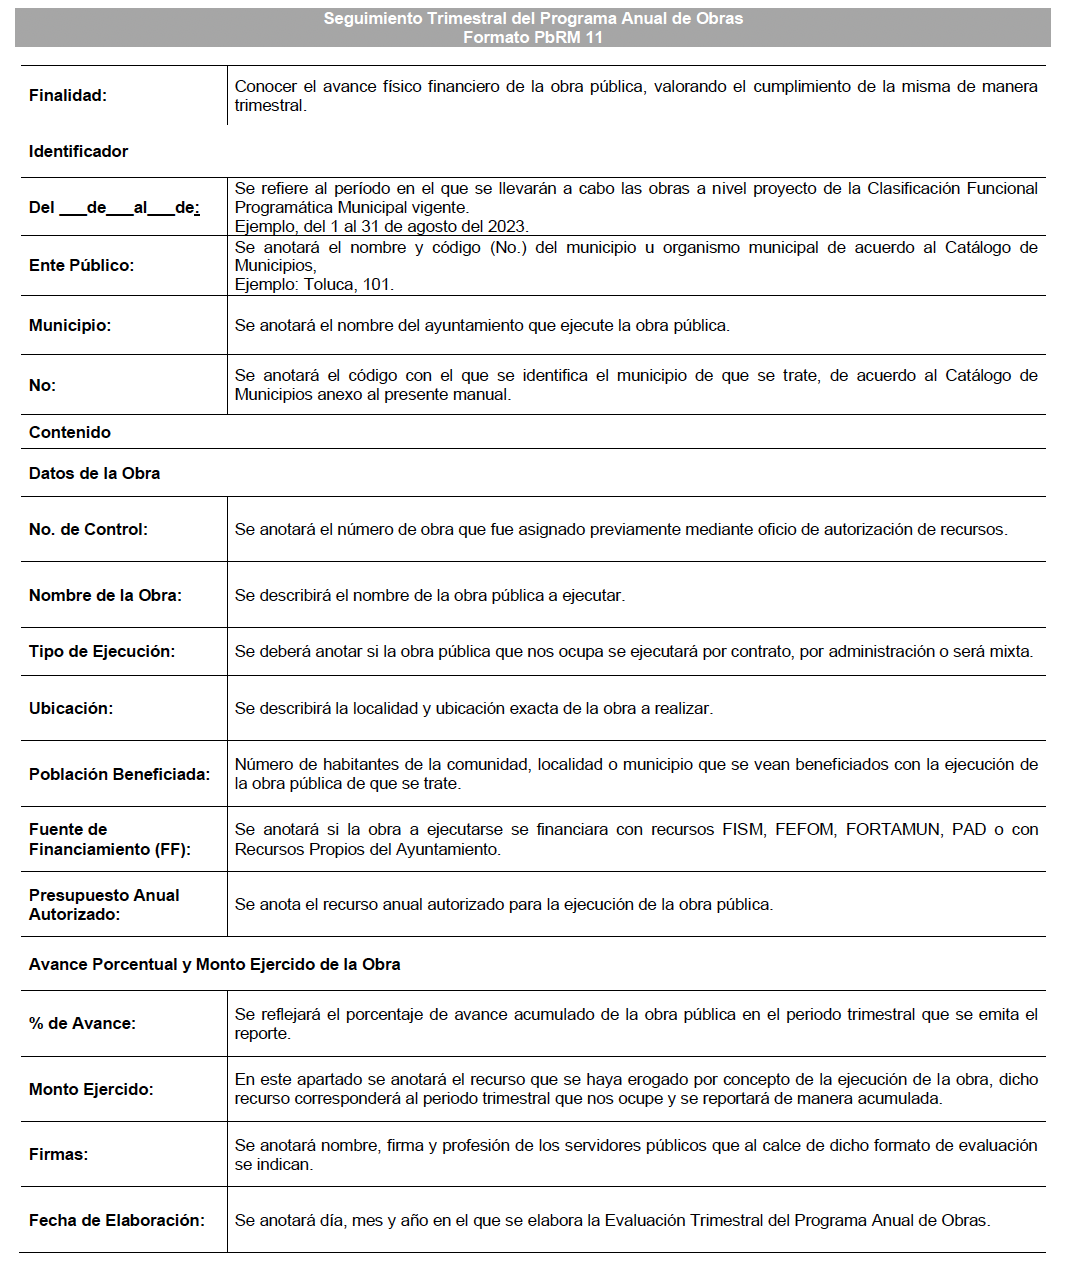 Seguimiento Trimestral del Programa Anual de Obras
Formato PbRM 11
Finalidad:
Conocer el avance físico financiero de la obra pública, valorando el cumplimiento de la misma de manera
trimestral.
Identificador
Del ___de___al___de:
Se refiere al período en el que se llevarán a cabo las obras a nivel proyecto de la Clasificación Funcional
Programática Municipal vigente.
Ejemplo, del 1 al 31 de agosto del 2023.
Ente Público:
Se anotará el nombre y código (No.) del municipio u organismo municipal de acuerdo al Catálogo de
Municipios,
Ejemplo: Toluca, 101.
Municipio:
Se anotará el nombre del ayuntamiento que ejecute la obra pública.
No:
Se anotará el código con el que se identifica el municipio de que se trate, de acuerdo al Catálogo de
Municipios anexo al presente manual.
Contenido
Datos de la Obra
No. de Control:
Se anotará el número de obra que fue asignado previamente mediante oficio de autorización de recursos.
Nombre de la Obra:
Se describirá el nombre de la obra pública a ejecutar.
Tipo de Ejecución:
Se deberá anotar si la obra pública que nos ocupa se ejecutará por contrato, por administración o será mixta.
Ubicación:
Se describirá la localidad y ubicación exacta de la obra a realizar.
Población Beneficiada:
Número de habitantes de la comunidad, localidad o municipio que se vean beneficiados con la ejecución de
la obra pública de que se trate.
Fuente de
Financiamiento (FF):
Se anotará si la obra a ejecutarse se financiara con recursos FISM, FEFOM, FORTAMUN, PAD o con
Recursos Propios del Ayuntamiento.
Presupuesto Anual
Autorizado:
Se anota el recurso anual autorizado para la ejecución de la obra pública.
Avance Porcentual y Monto Ejercido de la Obra
% de Avance:
Se reflejará el porcentaje de avance acumulado de la obra pública en el periodo trimestral que se emita el
reporte.
Monto Ejercido:
En este apartado se anotará el recurso que se haya erogado por concepto de la ejecución de la obra, dicho
recurso corresponderá al periodo trimestral que nos ocupe y se reportará de manera acumulada.
Firmas:
Se anotará nombre, firma y profesión de los servidores públicos que al calce de dicho formato de evaluación
se indican.
Fecha de Elaboración:
Se anotará día, mes y año en el que se elabora la Evaluación Trimestral del Programa Anual de Obras.